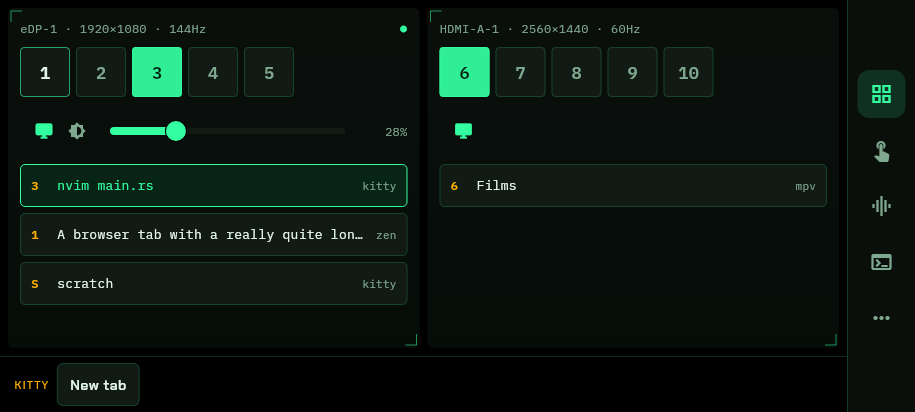 eDP-1 · 1920×1080 · 144Hz
1 2 3 4 5
28%
3 nvim main.rs kitty
1 A browser tab with a really quite lon… zen
S scratch kitty
HDMI-A-1 · 2560×1440 · 60Hz
6 7 8 9 10
6 Films mpv
KITTY New tab